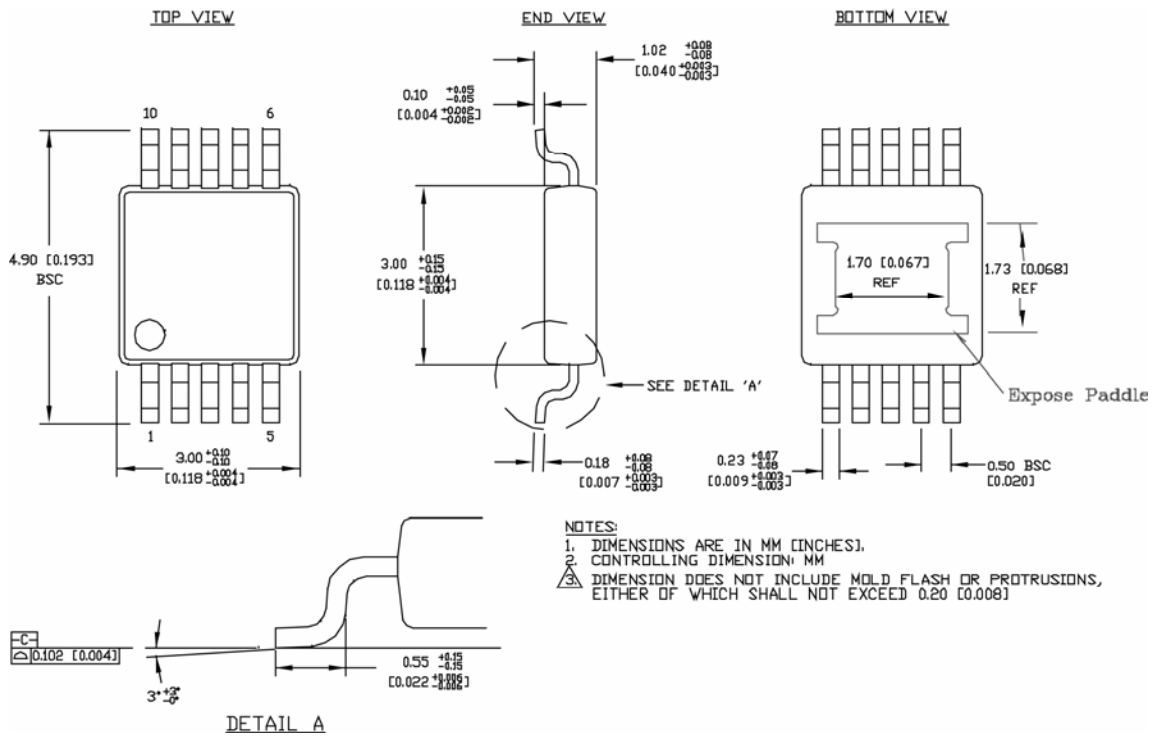 TOP VIEW
END VIEW
BOTTOM VIEW
1.02 +0.08 -0.08
[0.040 +0.003 -0.003]
0.10 +0.05 -0.05
[0.004 +0.002 -0.002]
10
6
4.90 [0.193]
BSC
3.00 +0.15 -0.15
[0.118 +0.004 -0.004]
1.70 [0.067]
REF
1.73 [0.068]
REF
SEE DETAIL 'A'
Expose Paddle
1
5
3.00 +0.10 -0.10
[0.118 +0.004 -0.004]
0.18 +0.08 -0.08
[0.007 +0.003 -0.003]
0.23 +0.07 -0.08
[0.009 +0.003 -0.003]
0.50 BSC
[0.020]
NOTES:
1. DIMENSIONS ARE IN MM [INCHES].
2. CONTROLLING DIMENSION: MM
3. DIMENSION DOES NOT INCLUDE MOLD FLASH OR PROTRUSIONS,
EITHER OF WHICH SHALL NOT EXCEED 0.20 [0.008]
-C-
0.102 [0.004]
3° +3° -0°
0.55 +0.15 -0.15
[0.022 +0.006 -0.006]
DETAIL A